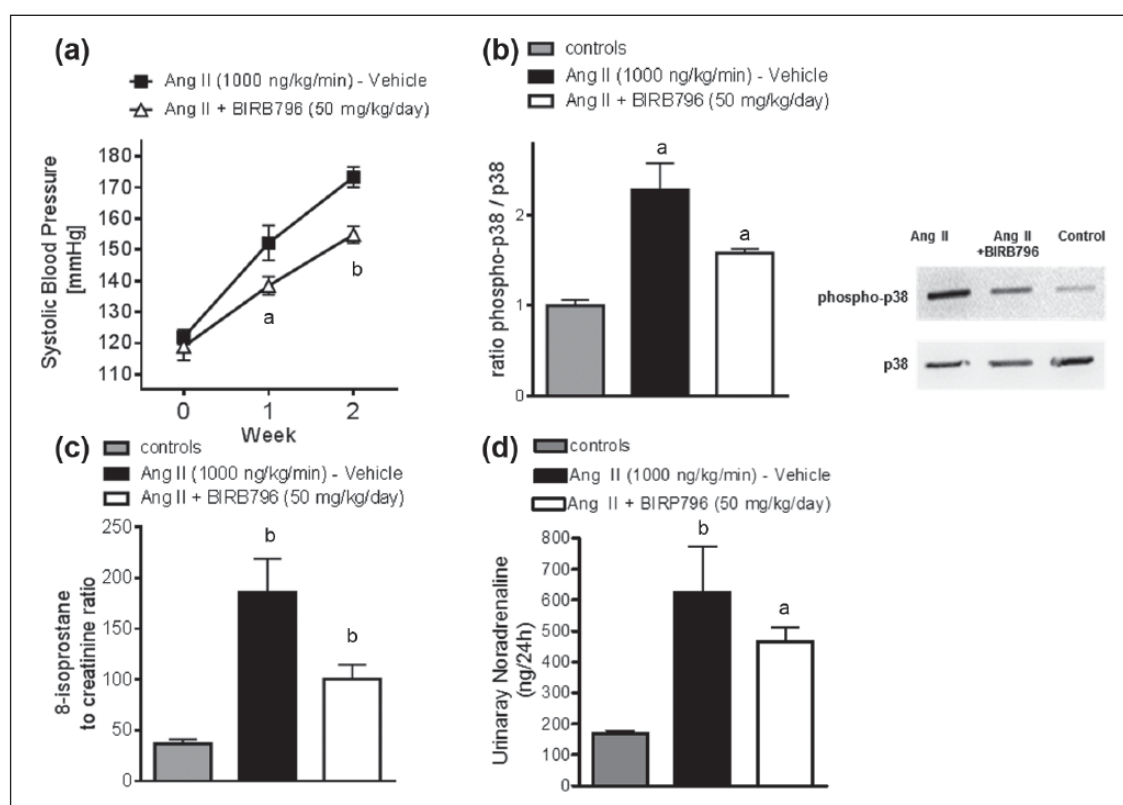 (a)
Ang II (1000 ng/kg/min) - Vehicle
Ang II + BIRB796 (50 mg/kg/day)
Systolic Blood Pressure
[mmHg]
180
170
160
150
140
130
120
110
a
b
0
1
2
Week
(b)
controls
Ang II (1000 ng/kg/min) - Vehicle
Ang II + BIRB796 (50 mg/kg/day)
ratio phospho-p38 / p38
2
1
0
a
a
Ang II
Ang II
+BIRB796
Control
phospho-p38
p38
(c)
controls
Ang II (1000 ng/kg/min) - Vehicle
Ang II + BIRB796 (50 mg/kg/day)
8-isoprostane
to creatinine ratio
250
200
150
100
50
0
b
b
(d)
controls
Ang II (1000 ng/kg/min) - Vehicle
Ang II + BIRP796 (50 mg/kg/day)
Urinaray Noradrenaline
(ng/24h)
800
700
600
500
400
300
200
100
0
b
a